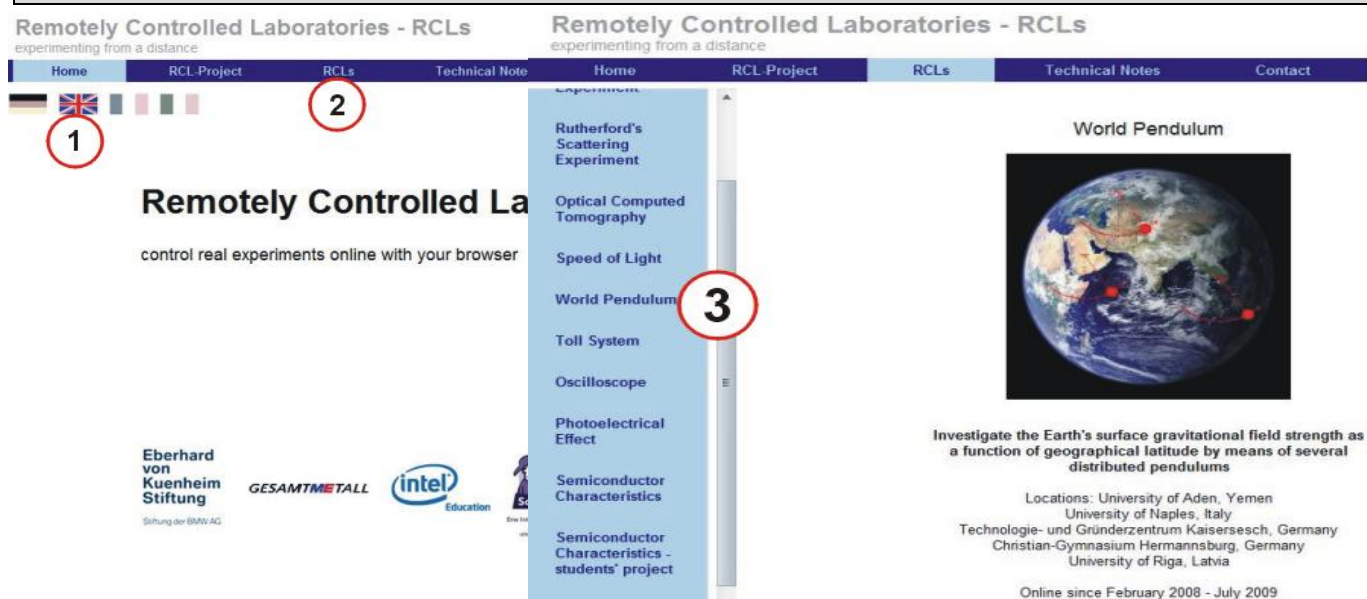 Remotely Controlled Laboratories - RCLs
experimenting from a distance
Home RCL-Project RCLs Technical Note
1
2
Remotely Contr​olled La
control real experiments online with your browser
Eberhard
von
Kuenheim
Stiftung
Stiftung der BMW AG
GESAMTMETALL
intel
Education
Remotely Controlled Laboratories - RCLs
experimenting from a distance
Home RCL-Project RCLs Technical Notes Contact
Experiment
Rutherford's
Scattering
Experiment
Optical Computed
Tomography
Speed of Light
World Pendulum
3
Toll System
Oscilloscope
Photoelectrical
Effect
Semiconductor
Characteristics
Semiconductor
Characteristics -
students' project
World Pendulum
Investigate the Earth's surface gravitational field strength as
a function of geographical latitude by means of several
distributed pendulums
Locations: University of Aden, Yemen
University of Naples, Italy
Technologie- und Gründerzentrum Kaisersesch, Germany
Christian-Gymnasium Hermannsburg, Germany
University of Riga, Latvia
Online since February 2008 - July 2009